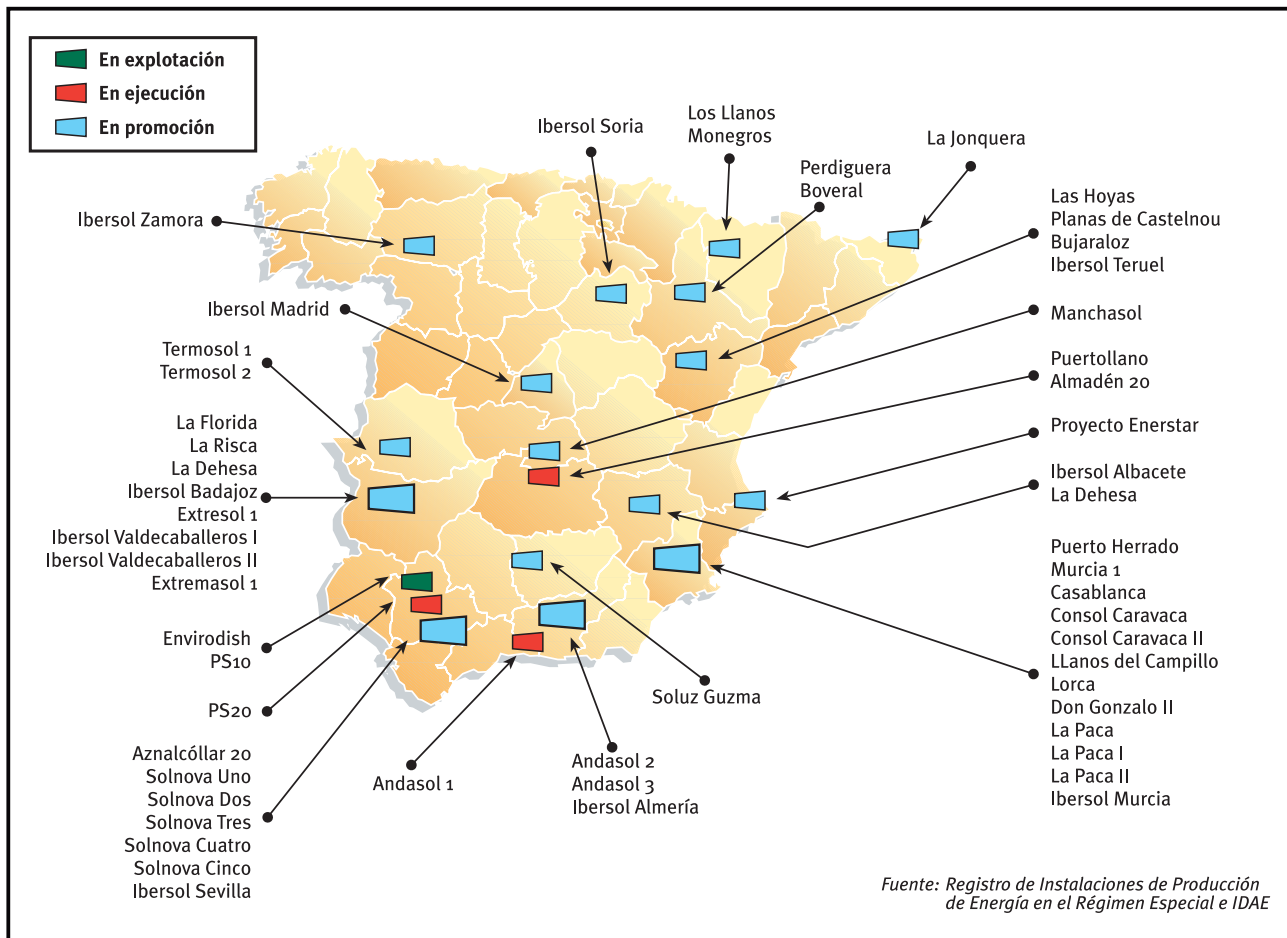 En explotación
En ejecución
En promoción
Ibersol Soria
Los Llanos
Monegros
La Jonquera
Perdiguera
Boveral
Ibersol Zamora
Las Hoyas
Planas de Castelnou
Bujaraloz
Ibersol Teruel
Ibersol Madrid
Manchasol
Termosol 1
Termosol 2
Puertollano
Almadén 20
La Florida
La Risca
La Dehesa
Ibersol Badajoz
Extresol 1
Ibersol Valdecaballeros I
Ibersol Valdecaballeros II
Extremasol 1
Proyecto Enerstar
Ibersol Albacete
La Dehesa
Puerto Herrado
Murcia 1
Casablanca
Consol Caravaca
Consol Caravaca II
LLanos del Campillo
Lorca
Don Gonzalo II
La Paca
La Paca I
La Paca II
Ibersol Murcia
Envirodish
PS10
PS20
Soluz Guzma
Aznalcóllar 20
Solnova Uno
Solnova Dos
Solnova Tres
Solnova Cuatro
Solnova Cinco
Ibersol Sevilla
Andasol 1
Andasol 2
Andasol 3
Ibersol Almería
Fuente: Registro de Instalaciones de Producción
de Energía en el Régimen Especial e IDAE